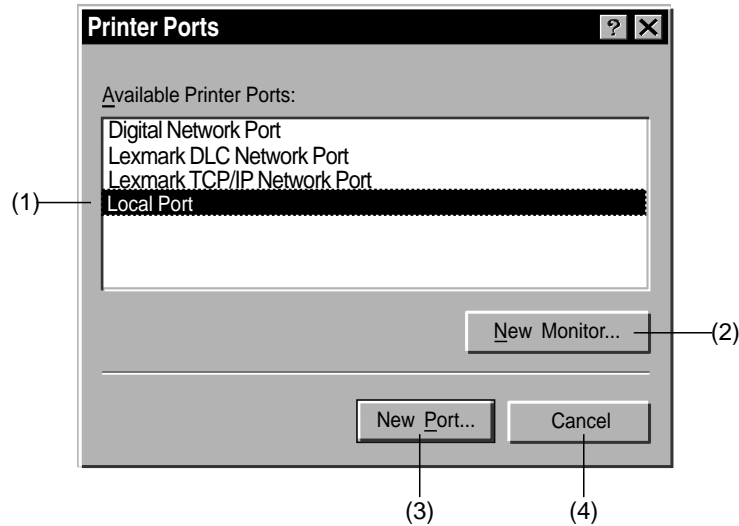 Printer Ports ?
Available Printer Ports:
Digital Network Port
Lexmark DLC Network Port
Lexmark TCP/IP Network Port
(1) Local Port
New Monitor... (2)
New Port... Cancel
(3) (4)